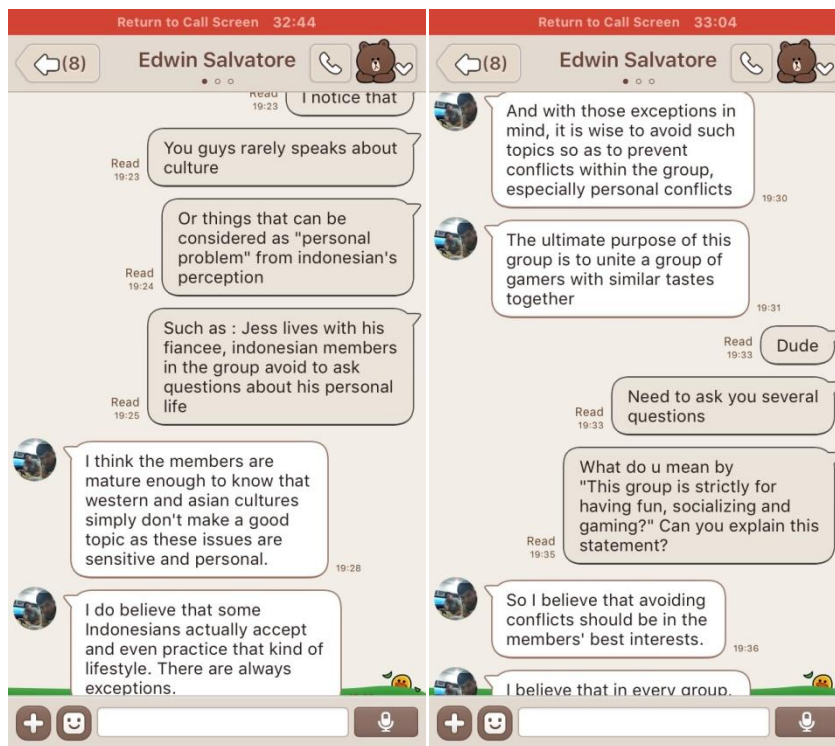 Return to Call Screen 32:44
(8)
Edwin Salvatore
Read
19:23
I notice that
You guys rarely speaks about
culture
Read
19:23
Or things that can be
considered as "personal
problem" from indonesian's
perception
Read
19:24
Such as : Jess lives with his
fiancee, indonesian members
in the group avoid to ask
questions about his personal
life
Read
19:25
I think the members are
mature enough to know that
western and asian cultures
simply don't make a good
topic as these issues are
sensitive and personal.
19:28
I do believe that some
Indonesians actually accept
and even practice that kind of
lifestyle. There are always
exceptions.
Return to Call Screen 33:04
(8)
Edwin Salvatore
And with those exceptions in
mind, it is wise to avoid such
topics so as to prevent
conflicts within the group,
especially personal conflicts
19:30
The ultimate purpose of this
group is to unite a group of
gamers with similar tastes
together
19:31
Read
19:33
Dude
Need to ask you several
questions
Read
19:33
What do u mean by
"This group is strictly for
having fun, socializing and
gaming?" Can you explain this
statement?
Read
19:35
So I believe that avoiding
conflicts should be in the
members' best interests.
19:36
I believe that in every group,